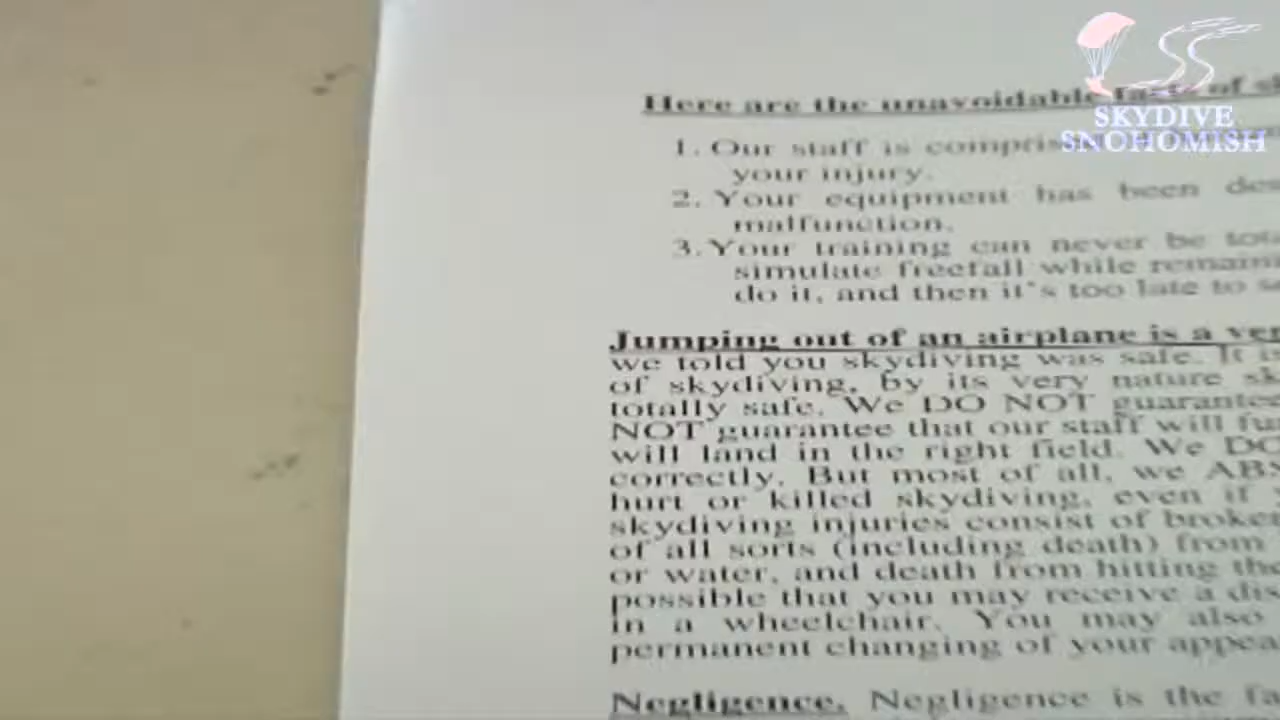 SKYDIVE
SNOHOMISH
Here are the unavoidable facts of
1. Our staff is
your injury.
2. Your equipment has been
malfunction.
3. Your training can never be
simulate freefall while
do it, and then it's too late to
Jumping out of an airplane is a
we told you skydiving was safe. It
of skydiving, by its very nature
totally safe. We DO NOT guarantee
NOT guarantee that our staff will
will land in the right field. We
correctly. But most of all, we
hurt or killed skydiving, even if
skydiving injuries consist of
of all sorts (including death) from
or water, and death from hitting
possible that you may receive a
in a wheelchair. You may also
permanent changing of your
Negligence. Negligence is the